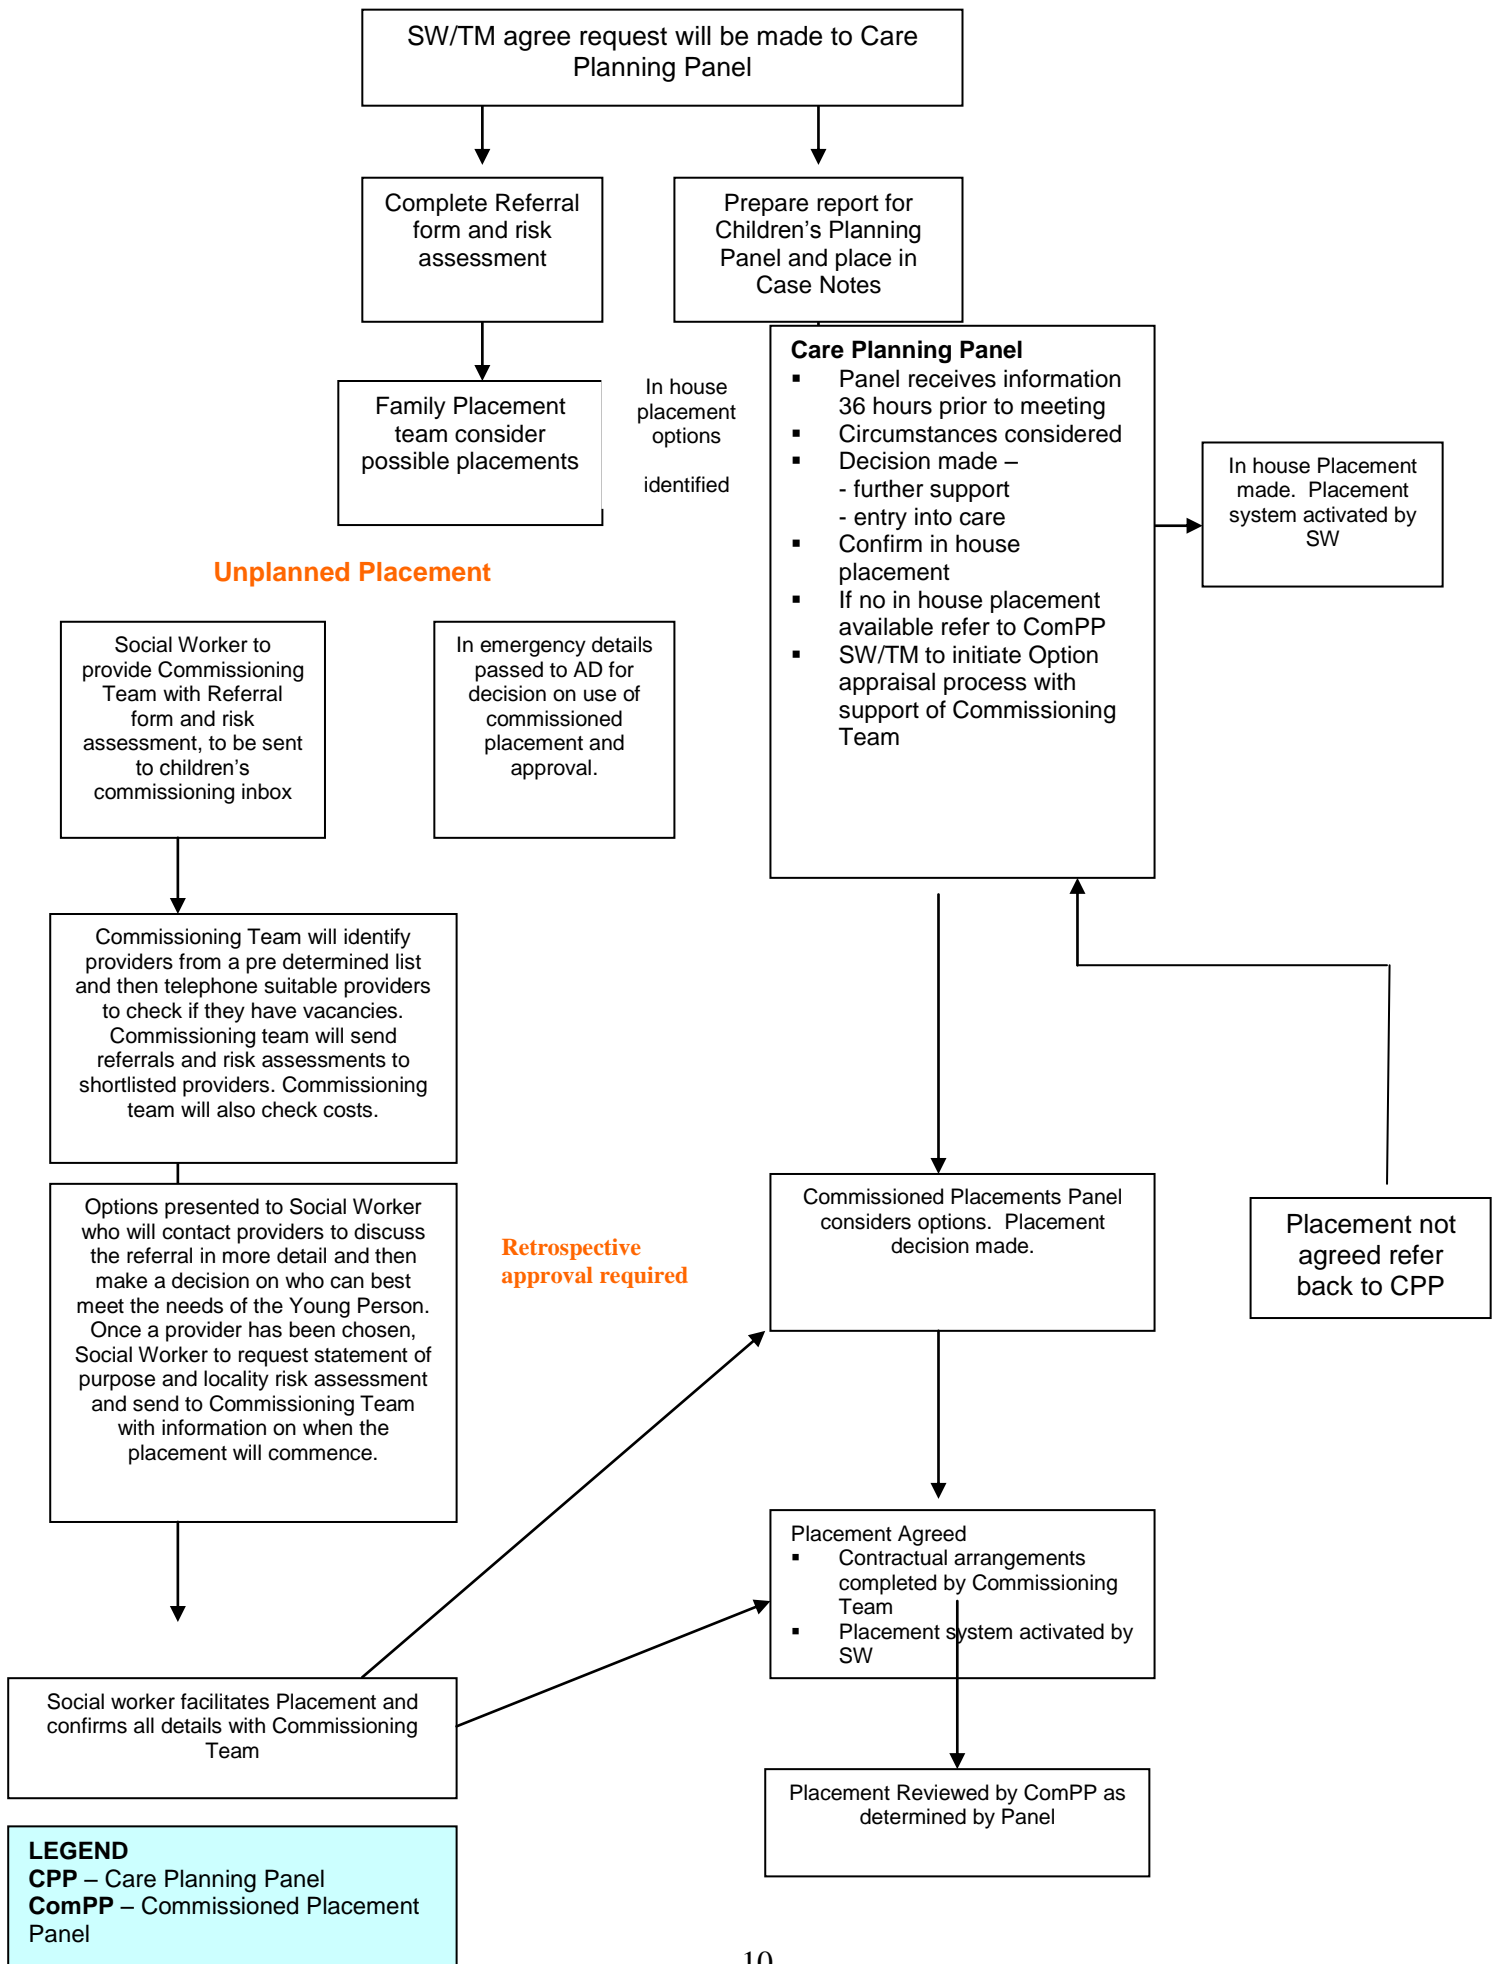 SW/TM agree request will be made to Care
Planning Panel
Complete Referral
form and risk
assessment
Prepare report for
Children’s Planning
Panel and place in
Case Notes
Family Placement
team consider
possible placements
In house
placement
options
identified
Care Planning Panel
▪ Panel receives information
36 hours prior to meeting
▪ Circumstances considered
▪ Decision made –
- further support
- entry into care
▪ Confirm in house
placement
▪ If no in house placement
available refer to ComPP
▪ SW/TM to initiate Option
appraisal process with
support of Commissioning
Team
In house Placement
made. Placement
system activated by
SW
Unplanned Placement
Social Worker to
provide Commissioning
Team with Referral
form and risk
assessment, to be sent
to children’s
commissioning inbox
In emergency details
passed to AD for
decision on use of
commissioned
placement and
approval.
Commissioning Team will identify
providers from a pre determined list
and then telephone suitable providers
to check if they have vacancies.
Commissioning team will send
referrals and risk assessments to
shortlisted providers. Commissioning
team will also check costs.
Options presented to Social Worker
who will contact providers to discuss
the referral in more detail and then
make a decision on who can best
meet the needs of the Young Person.
Once a provider has been chosen,
Social Worker to request statement of
purpose and locality risk assessment
and send to Commissioning Team
with information on when the
placement will commence.
Retrospective
approval required
Commissioned Placements Panel
considers options. Placement
decision made.
Placement not
agreed refer
back to CPP
Placement Agreed
▪ Contractual arrangements
completed by Commissioning
Team
▪ Placement system activated by
SW
Social worker facilitates Placement and
confirms all details with Commissioning
Team
Placement Reviewed by ComPP as
determined by Panel
LEGEND
CPP – Care Planning Panel
ComPP – Commissioned Placement
Panel
10